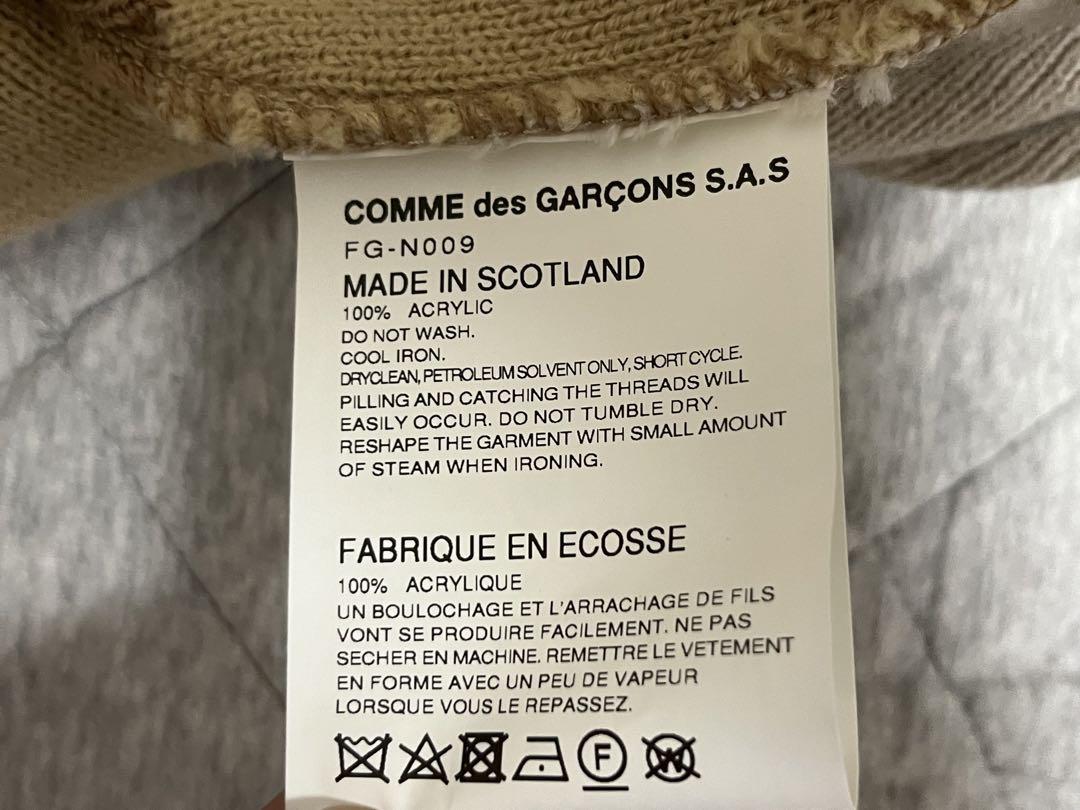 COMME des GARÇONS S.A.S
FG-N009
MADE IN SCOTLAND
100% ACRYLIC
DO NOT WASH.
COOL IRON.
DRYCLEAN, PETROLEUM SOLVENT ONLY, SHORT CYCLE.
PILLING AND CATCHING THE THREADS WILL
EASILY OCCUR. DO NOT TUMBLE DRY.
RESHAPE THE GARMENT WITH SMALL AMOUNT
OF STEAM WHEN IRONING.
FABRIQUE EN ECOSSE
100% ACRYLIQUE
UN BOULOCHAGE ET L'ARRACHAGE DE FILS
VONT SE PRODUIRE FACILEMENT. NE PAS
SECHER EN MACHINE. REMETTRE LE VETEMENT
EN FORME AVEC UN PEU DE VAPEUR
LORSQUE VOUS LE REPASSEZ.
F W